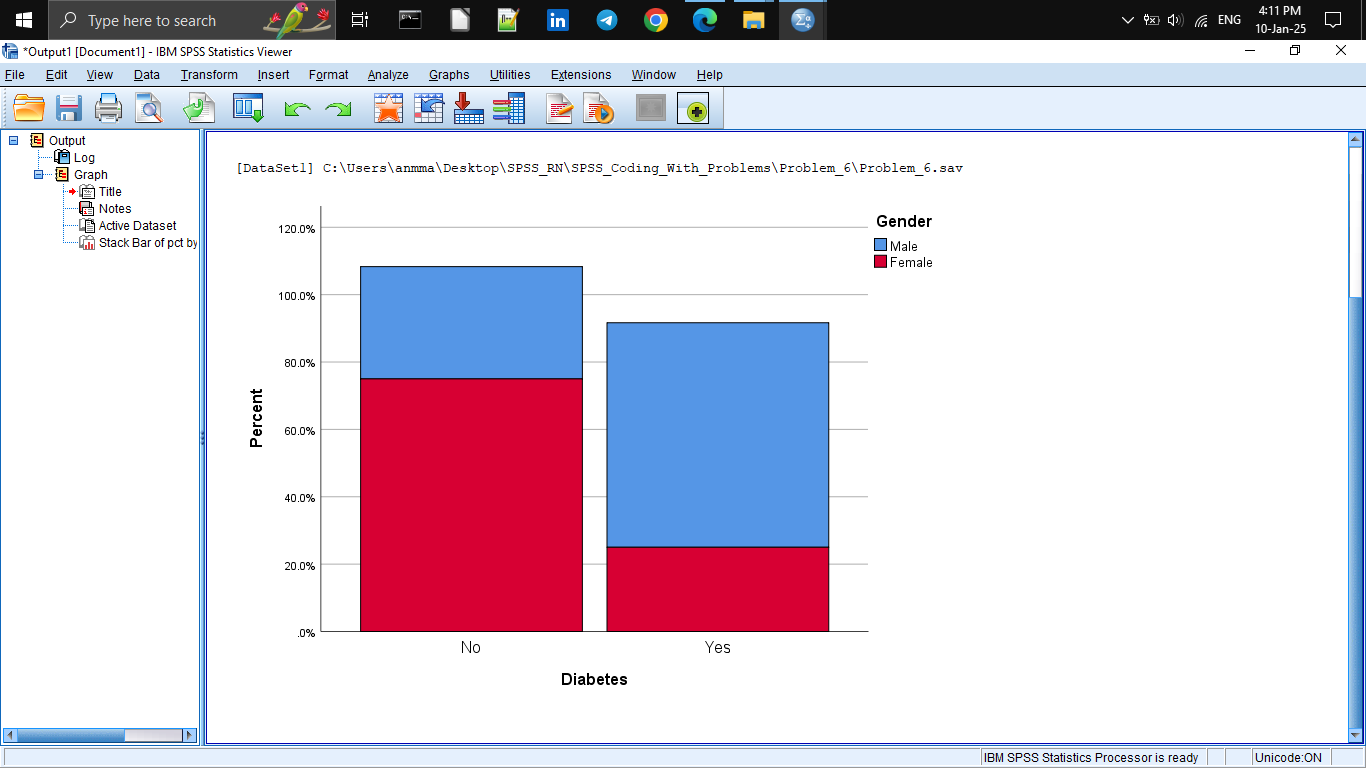 Type here to search
ENG
4:11 PM
10-Jan-25
*Output1 [Document1] - IBM SPSS Statistics Viewer
File Edit View Data Transform Insert Format Analyze Graphs Utilities Extensions Window Help
Output
Log
Graph
Title
Notes
Active Dataset
Stack Bar of pct by
[DataSet1] C:\Users\anmma\Desktop\SPSS_RN\SPSS_Coding_With_Problems\Problem_6\Problem_6.sav
Gender
Male
Female
120.0%
100.0%
80.0%
60.0%
40.0%
20.0%
.0%
Percent
No
Yes
Diabetes
IBM SPSS Statistics Processor is ready
Unicode:ON